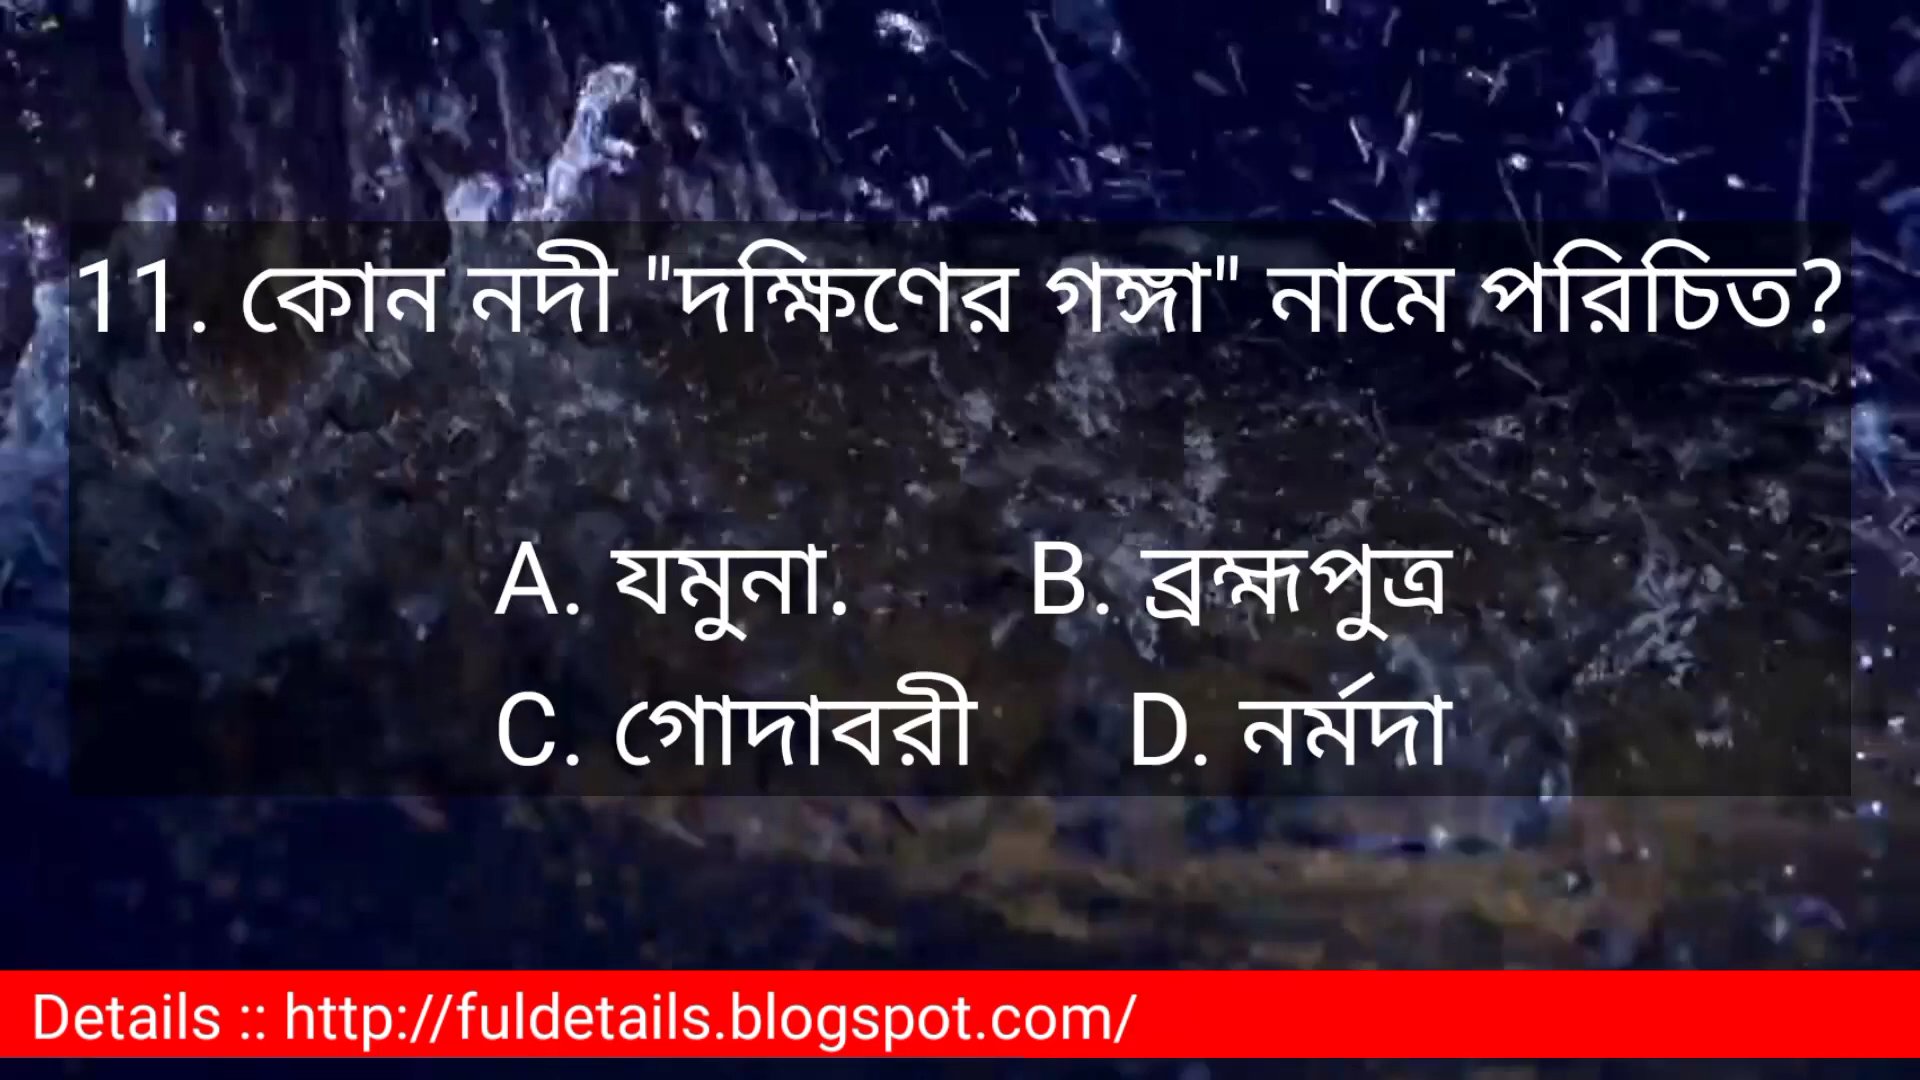 11. কোন নদী "দক্ষিণের গঙ্গা" নামে পরিচিত?
A. যমুনা. B. ব্রহ্মপুত্র
C. গোদাবরী D. নর্মদা
Details :: http://fuldetails.blogspot.com/